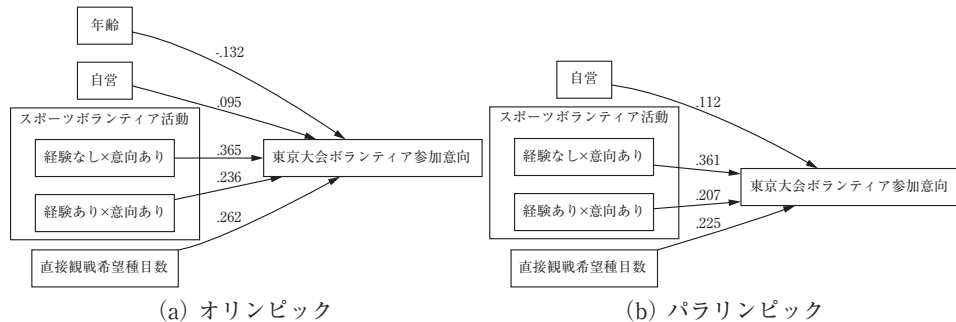 年齢
-.132
自営
.095
スポーツボランティア活動
経験なし×意向あり
.365
経験あり×意向あり
.236
直接観戦希望種目数
.262
東京大会ボランティア参加意向
(a) オリンピック
自営
.112
スポーツボランティア活動
経験なし×意向あり
.361
経験あり×意向あり
.207
直接観戦希望種目数
.225
東京大会ボランティア参加意向
(b) パラリンピック